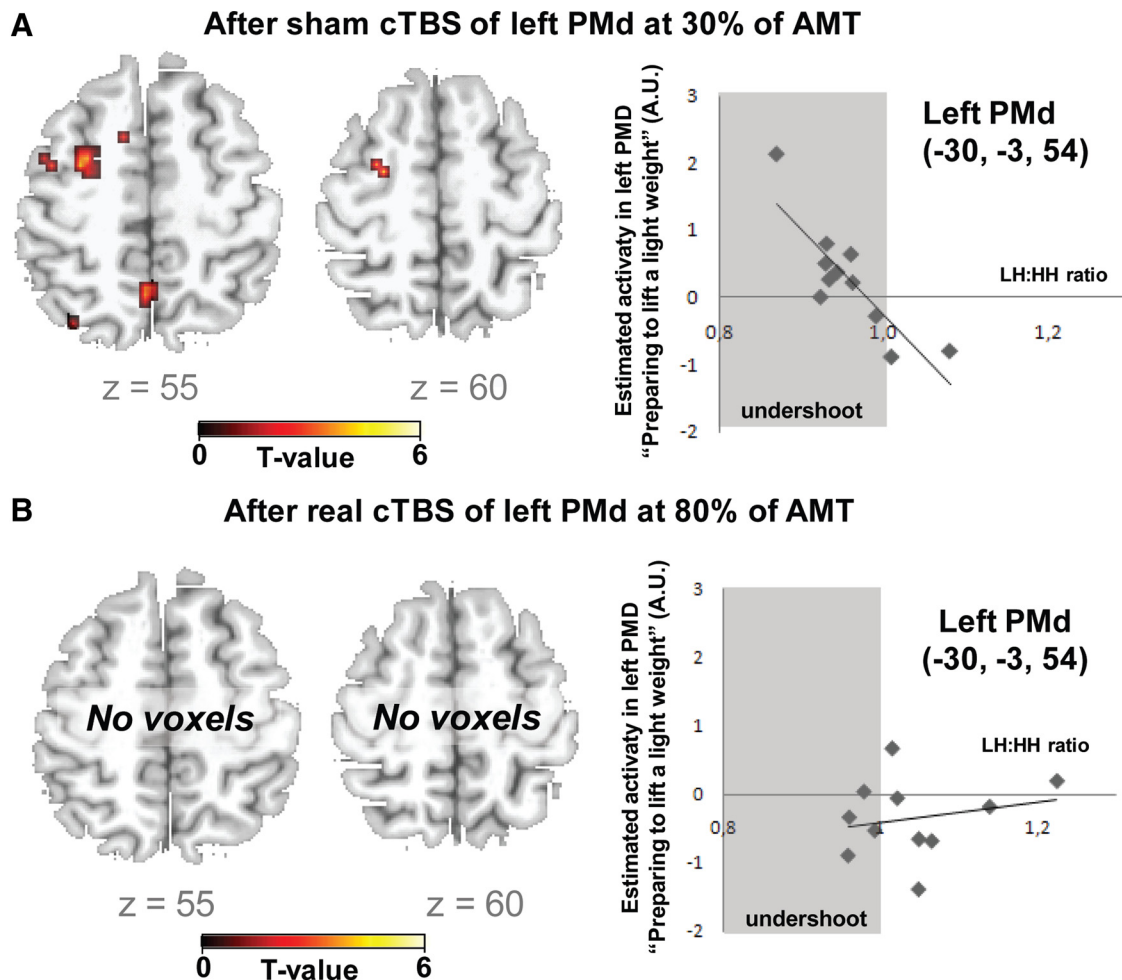 A
After sham cTBS of left PMd at 30% of AMT
z = 55
z = 60
0
6
T-value
Estimated activaty in left PMD
“Preparing to lift a light weight” (A.U.)
3
2
1
0
-1
-2
Left PMd
(-30, -3, 54)
LH:HH ratio
0,8
1,0
1,2
undershoot
B
After real cTBS of left PMd at 80% of AMT
No voxels
No voxels
z = 55
z = 60
0
6
T-value
Estimated activaty in left PMD
“Preparing to lift a light weight” (A.U.)
3
2
1
0
-1
-2
Left PMd
(-30, -3, 54)
LH:HH ratio
0,8
1
1,2
undershoot